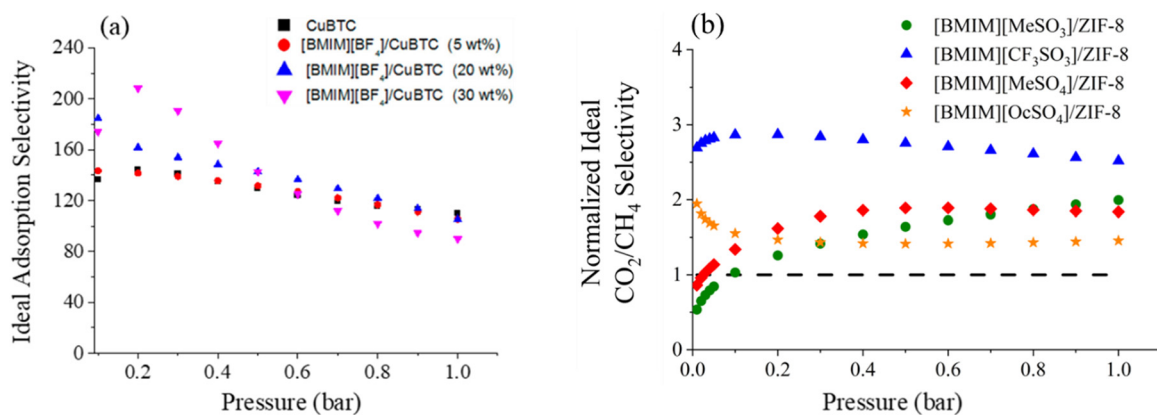 (a)
CuBTC
[BMIM][BF₄]/CuBTC (5 wt%)
[BMIM][BF₄]/CuBTC (20 wt%)
[BMIM][BF₄]/CuBTC (30 wt%)
Ideal Adsorption Selectivity
240
200
160
120
80
40
0
0.2 0.4 0.6 0.8 1.0
Pressure (bar)
(b)
[BMIM][MeSO₃]/ZIF-8
[BMIM][CF₃SO₃]/ZIF-8
[BMIM][MeSO₄]/ZIF-8
[BMIM][OcSO₄]/ZIF-8
Normalized Ideal
CO₂/CH₄ Selectivity
4
3
2
1
0
0.0 0.2 0.4 0.6 0.8 1.0
Pressure (bar)